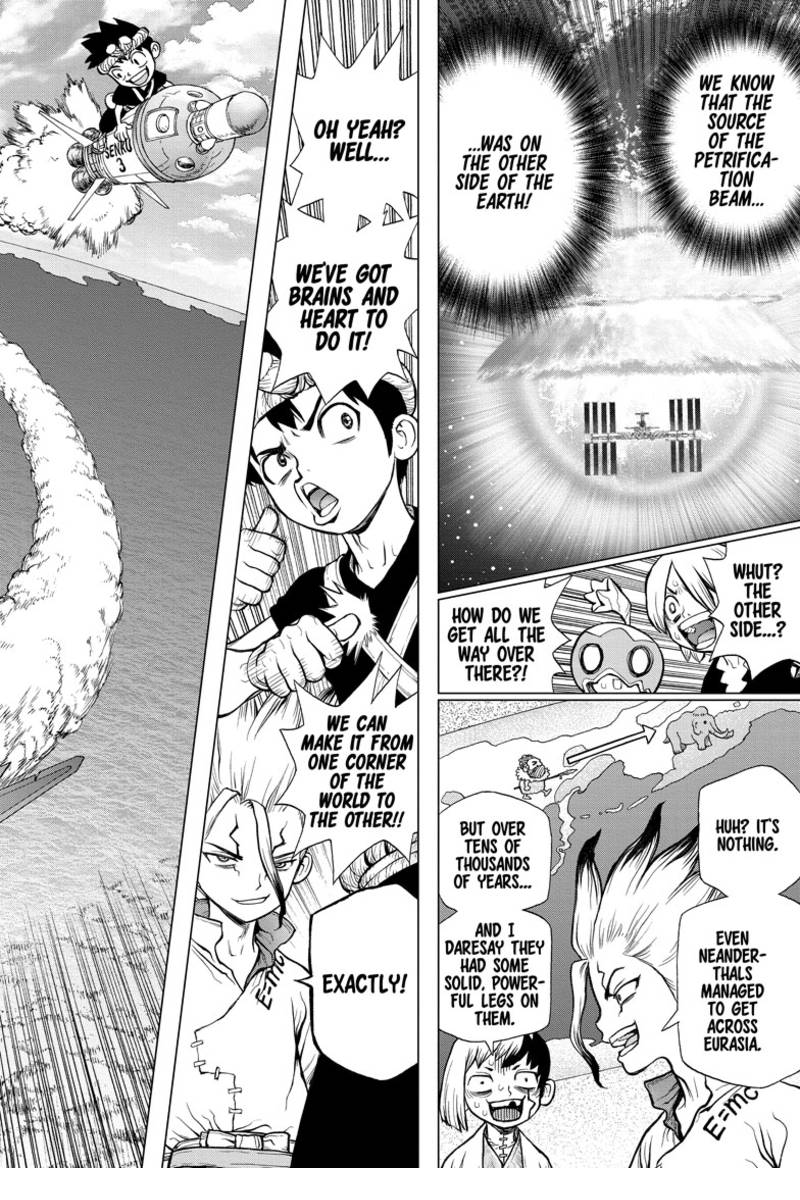 WE KNOW
THAT THE
SOURCE
OF THE
PETRIFICA-
TION
BEAM...
...WAS ON
THE OTHER
SIDE OF THE
EARTH!
WHUT?
THE
OTHER
SIDE...?
HOW DO WE
GET ALL THE
WAY OVER
THERE?!
HUH? IT'S
NOTHING.
EVEN
NEANDER-
THALS
MANAGED
TO GET
ACROSS
EURASIA.
BUT OVER
TENS OF
THOUSANDS
OF YEARS...
AND I
DARESAY THEY
HAD SOME
SOLID, POWER-
FUL LEGS ON
THEM.
E=mc
OH YEAH?
WELL...
WE'VE GOT
BRAINS AND
HEART TO
DO IT!
WE CAN
MAKE IT FROM
ONE CORNER
OF THE
WORLD TO
THE OTHER!!
EXACTLY!
E=mc
SENKU
3